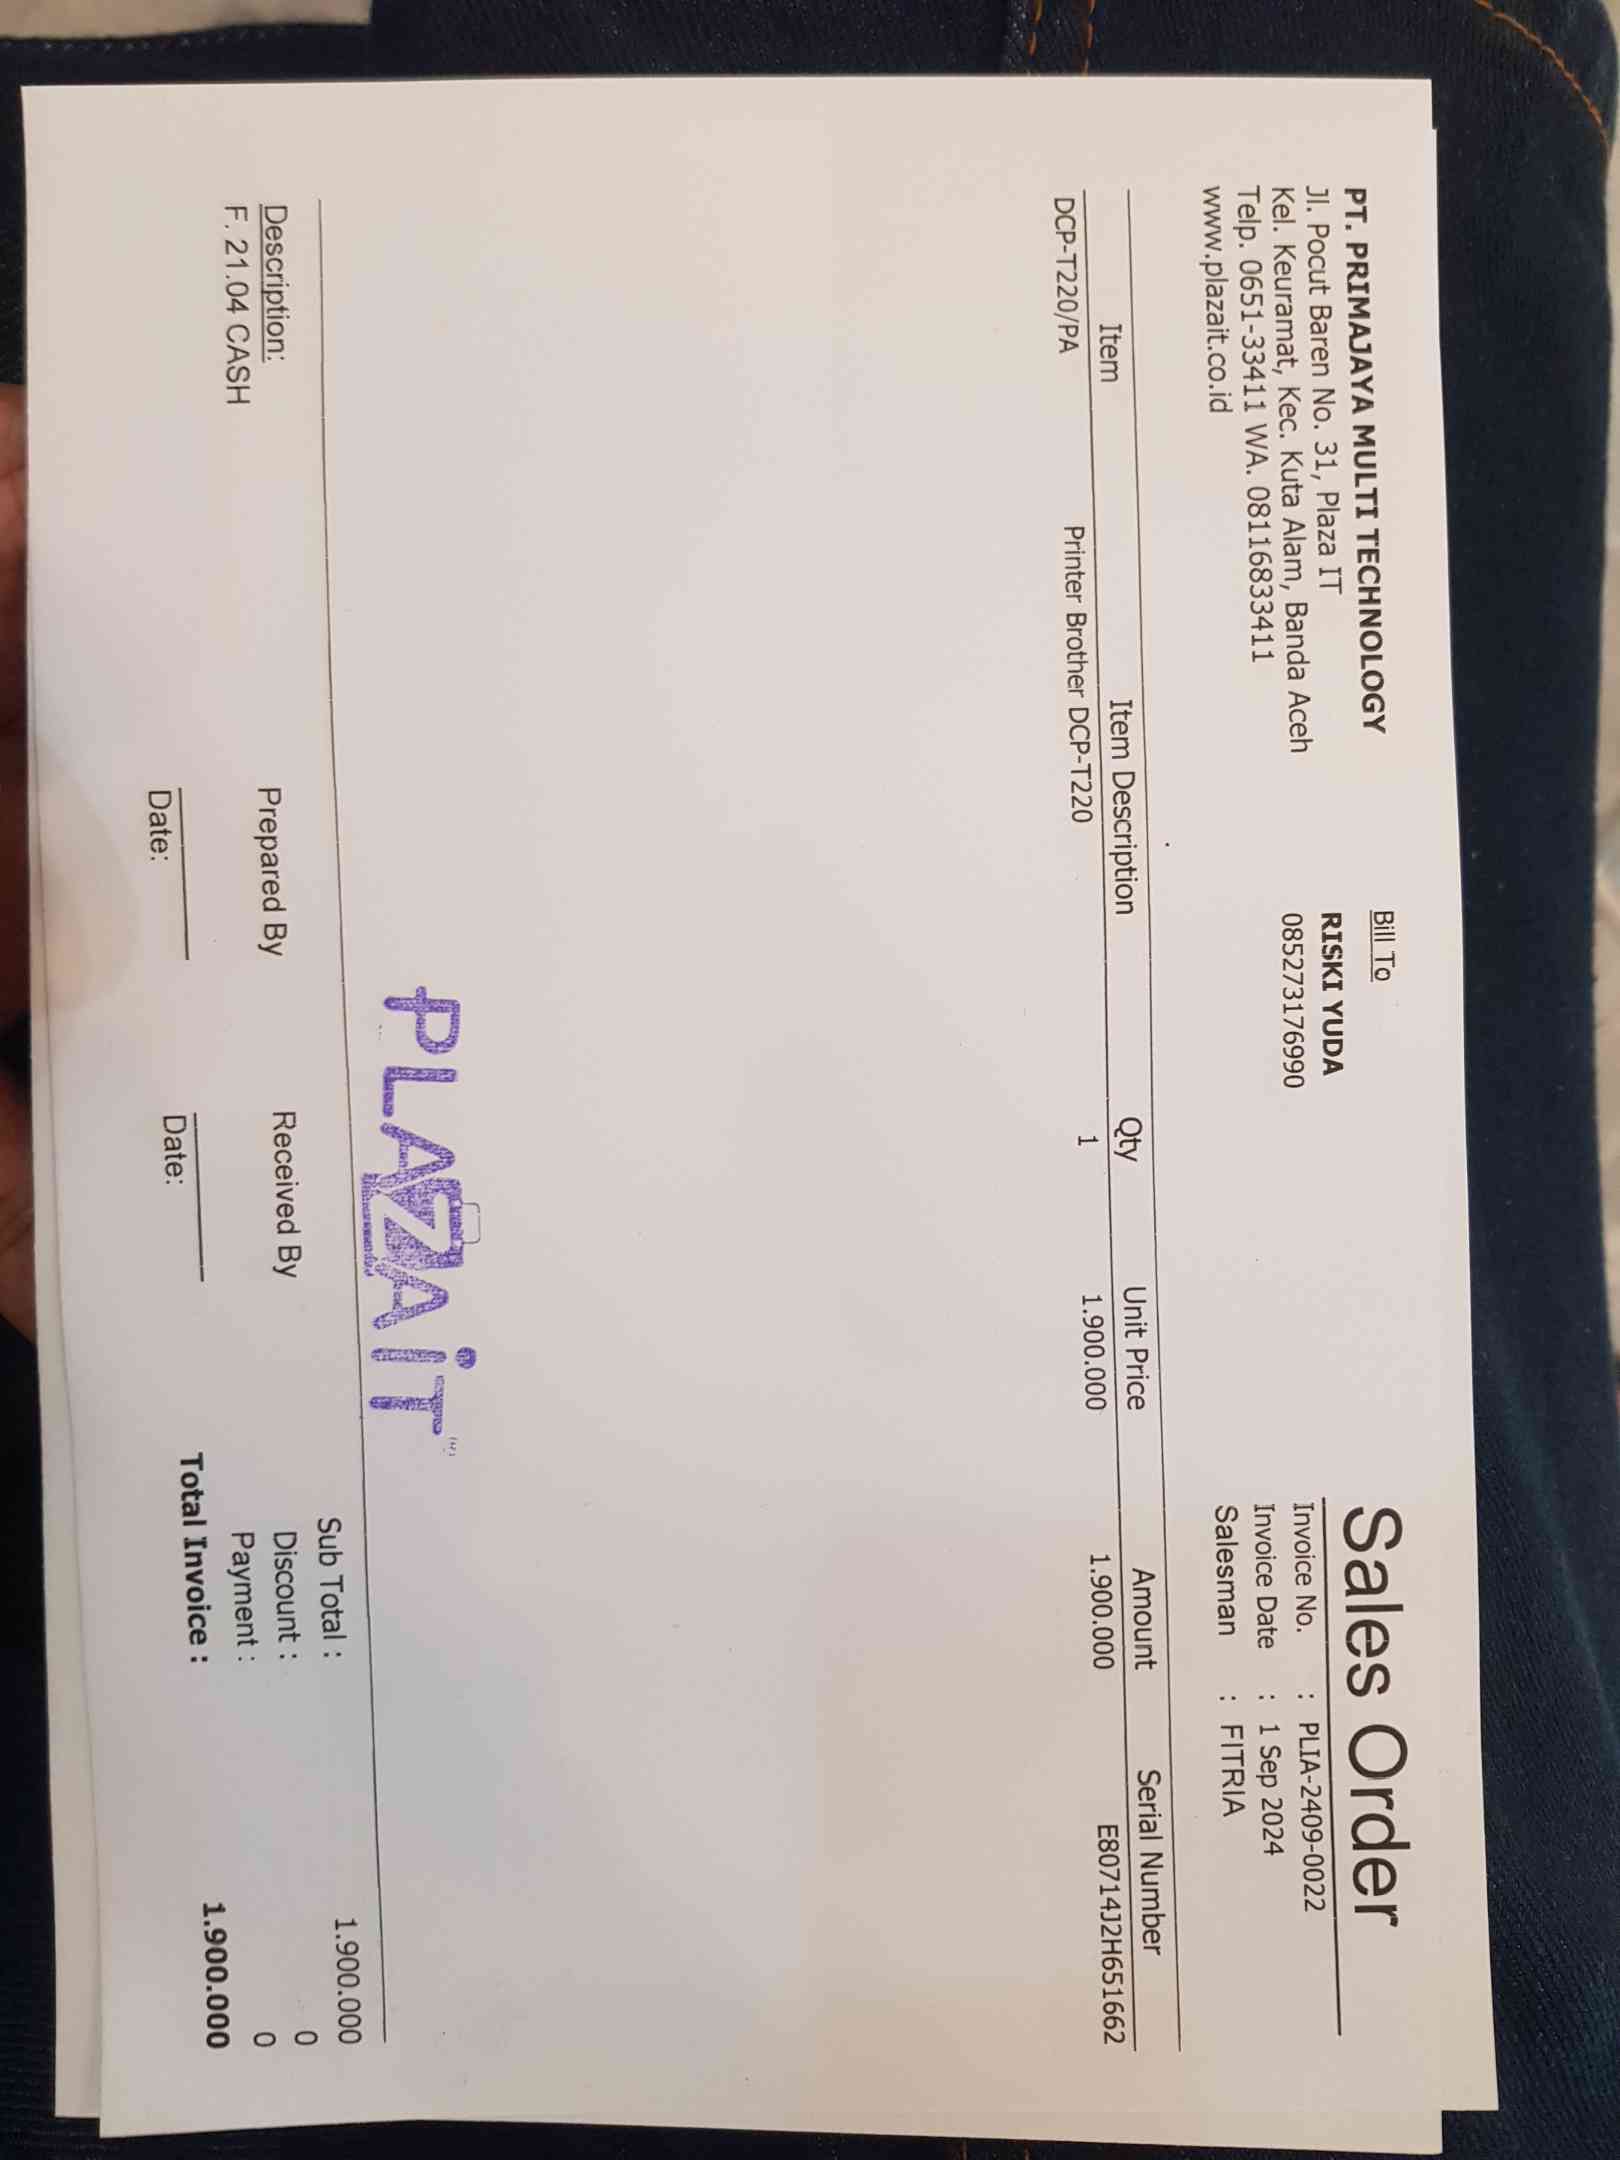 PT. PRIMAJAYA MULTI TECHNOLOGY
Jl. Pocut Baren No. 31, Plaza IT
Kel. Keuramat, Kec. Kuta Alam, Banda Aceh
Telp. 0651-33411 WA. 08116833411
www.plazait.co.id
Bill To
RISKI YUDA
085273176990
Sales Order
Invoice No. : PLIA-2409-0022
Invoice Date : 1 Sep 2024
Salesman : FITRIA
Item Item Description Qty Unit Price Amount Serial Number
DCP-T220/PA Printer Brother DCP-T220 1 1.900.000 1.900.000 E80714J2H651662
PLAZA iT
Description:
F. 21.04 CASH
Prepared By
Date:
Received By
Date:
Sub Total : 1.900.000
Discount : 0
Payment : 0
Total Invoice : 1.900.000